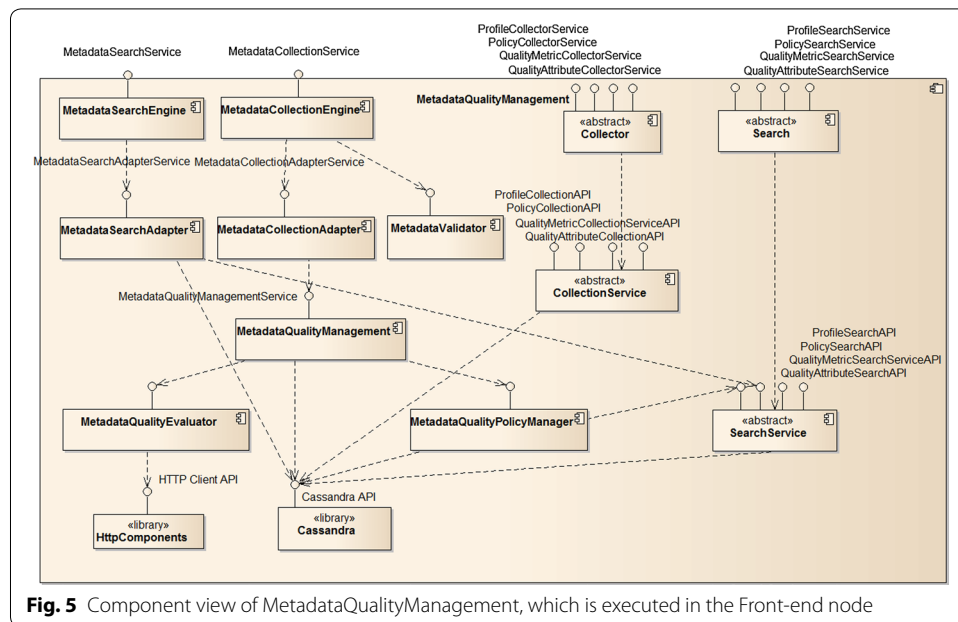 ProfileCollectorService
PolicyCollectorService
QualityMetricCollectorService
QualityAttributeCollectorService
ProfileSearchService
PolicySearchService
QualityMetricSearchService
QualityAttributeSearchService
MetadataSearchService
MetadataCollectionService
MetadataQualityManagement
MetadataSearchEngine
MetadataCollectionEngine
«abstract»
Collector
«abstract»
Search
MetadataSearchAdapterService
MetadataCollectionAdapterService
ProfileCollectionAPI
PolicyCollectionAPI
QualityMetricCollectionServiceAPI
QualityAttributeCollectionAPI
MetadataSearchAdapter
MetadataCollectionAdapter
MetadataValidator
«abstract»
CollectionService
MetadataQualityManagementService
MetadataQualityManagement
ProfileSearchAPI
PolicySearchAPI
QualityMetricSearchServiceAPI
QualityAttributeSearchAPI
MetadataQualityEvaluator
MetadataQualityPolicyManager
«abstract»
SearchService
HTTP Client API
Cassandra API
«library»
HttpComponents
«library»
Cassandra
Fig. 5 Component view of MetadataQualityManagement, which is executed in the Front-end node